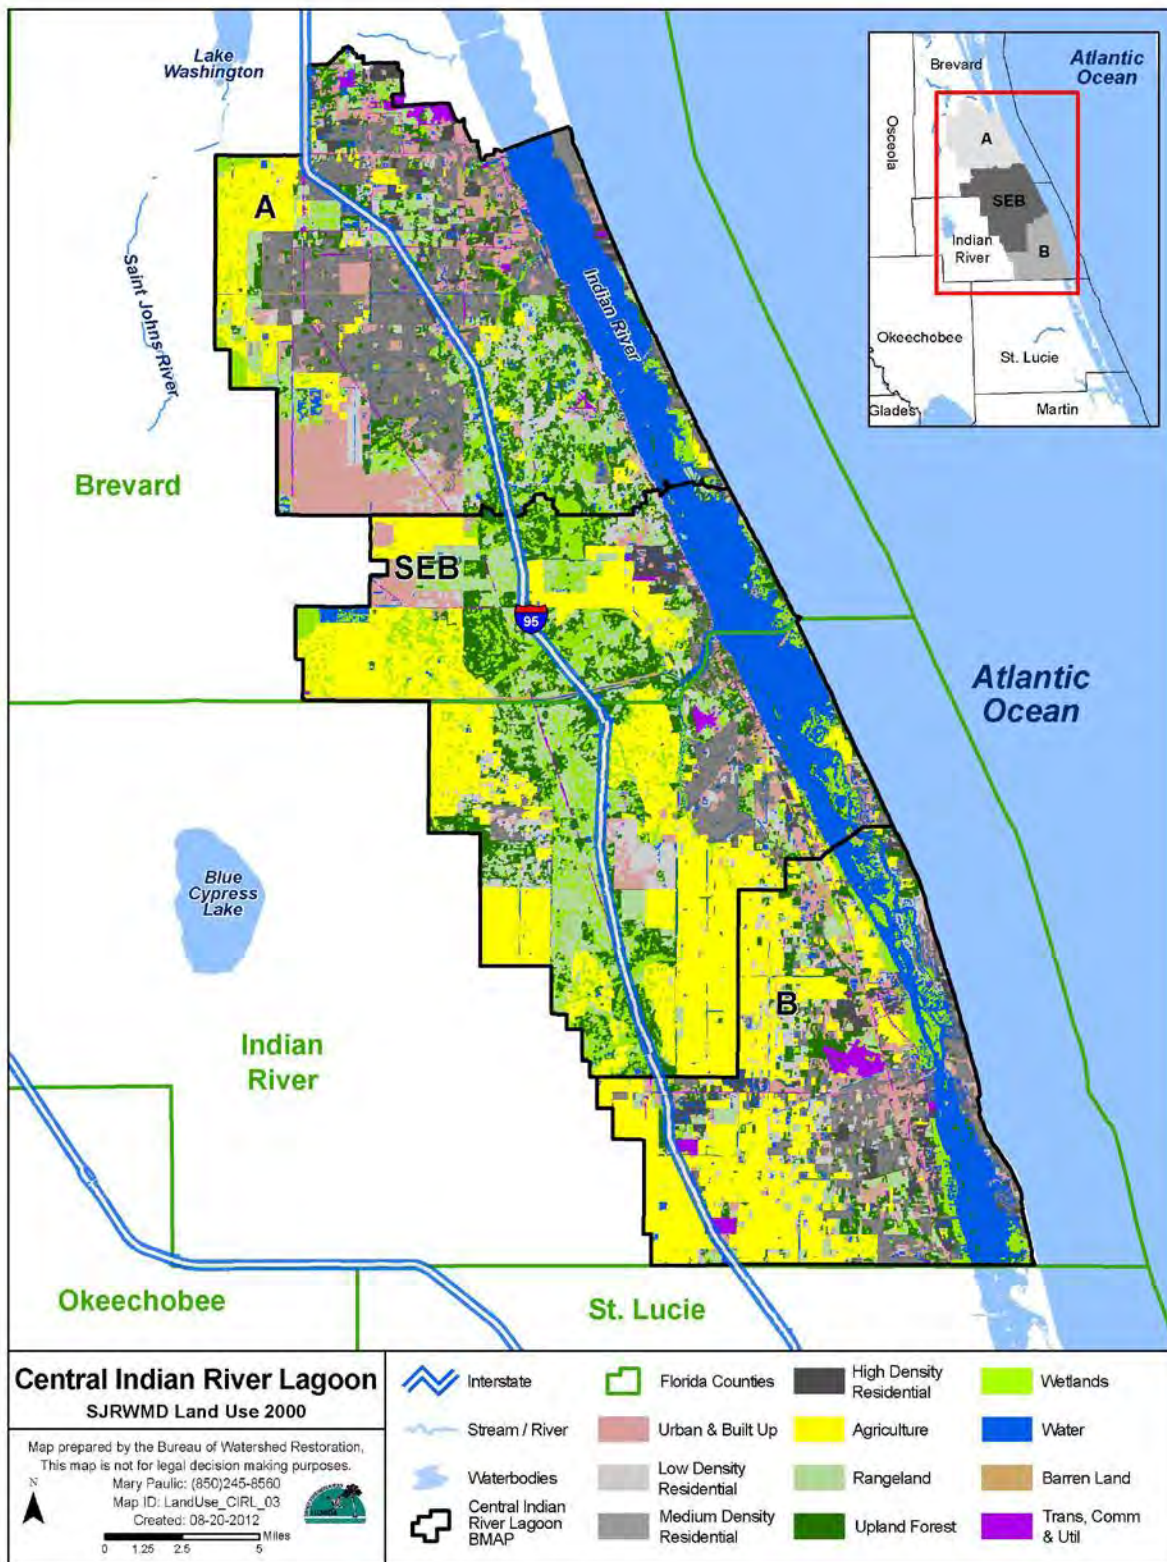 Lake
Washington
Saint Johns River
A
Indian River
Brevard
SEB
95
Atlantic
Ocean
Blue
Cypress
Lake
B
Indian
River
Okeechobee
St. Lucie
Brevard
Atlantic
Ocean
Osceola
A
SEB
Indian
River
B
Okeechobee
St. Lucie
Glades
Martin
Central Indian River Lagoon
SJRWMD Land Use 2000
Map prepared by the Bureau of Watershed Restoration,
This map is not for legal decision making purposes.
Mary Paulic: (850)245-8560
Map ID: LandUse_CIRL_03
Created: 08-20-2012
N
Miles
0 1.25 2.5 5
Interstate
Stream / River
Waterbodies
Central Indian
River Lagoon
BMAP
Florida Counties
Urban & Built Up
Low Density
Residential
Medium Density
Residential
High Density
Residential
Agriculture
Rangeland
Upland Forest
Wetlands
Water
Barren Land
Trans, Comm
& Util